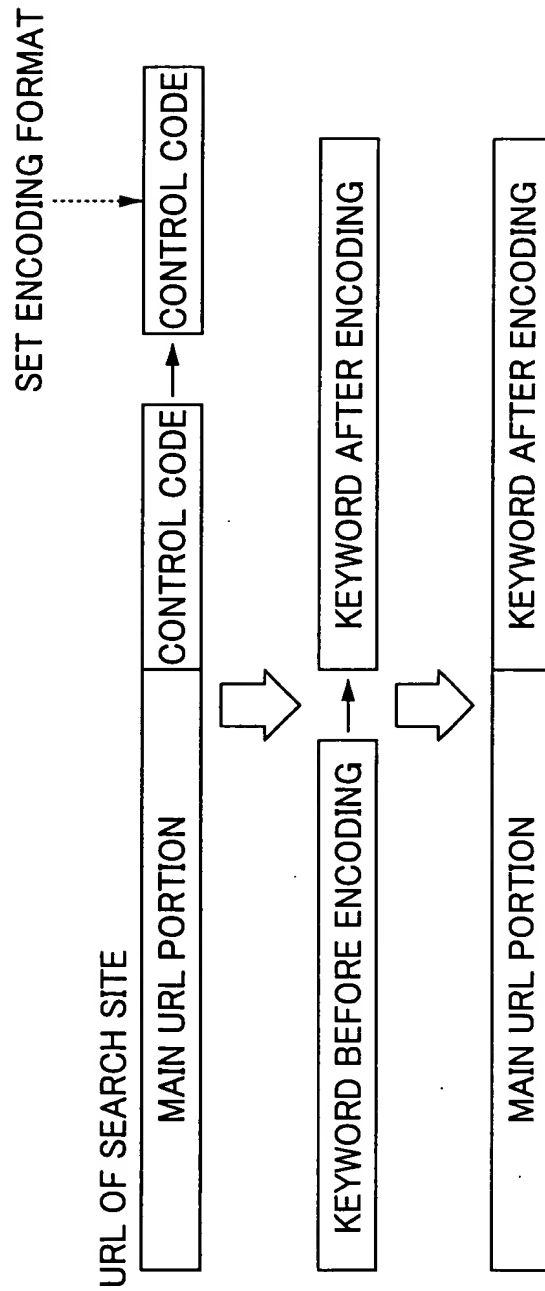 SET ENCODING FORMAT
URL OF SEARCH SITE
MAIN URL PORTION
CONTROL CODE
CONTROL CODE
KEYWORD BEFORE ENCODING
KEYWORD AFTER ENCODING
MAIN URL PORTION
KEYWORD AFTER ENCODING